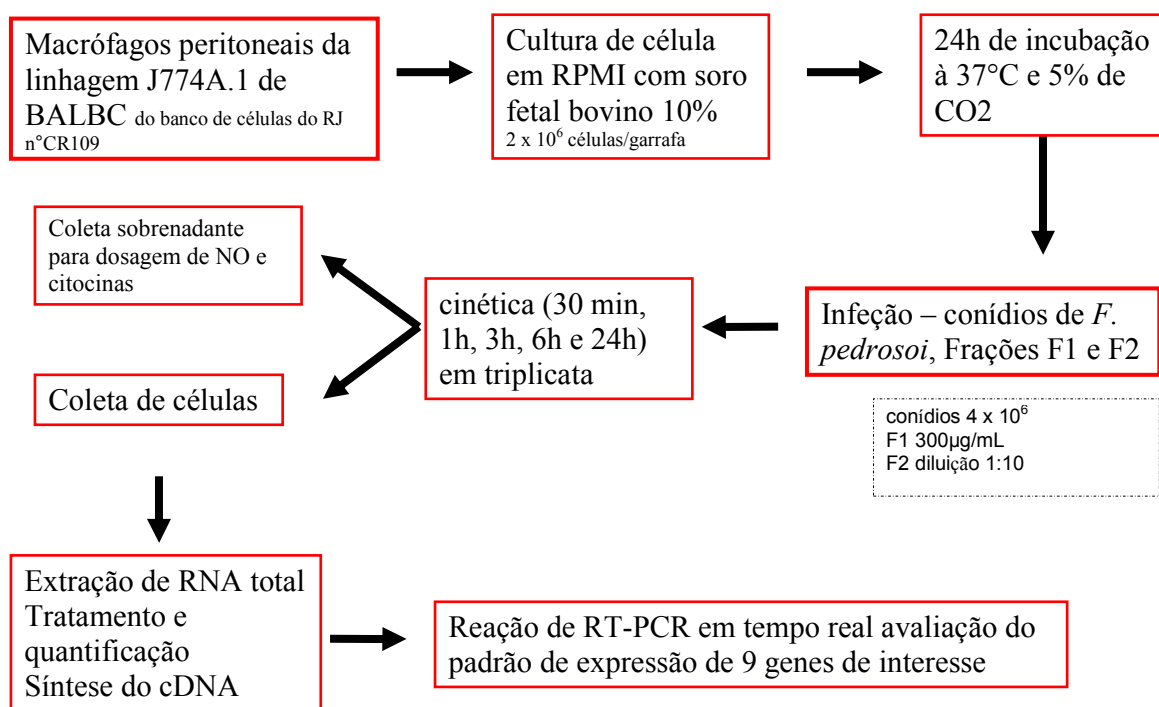 Macrófagos peritoneais da
linhagem J774A.1 de
BALBC do banco de células do RJ
n°CR109
Cultura de célula
em RPMI com soro
fetal bovino 10%
2 x 10⁶ células/garrafa
24h de incubação
à 37°C e 5% de
CO2
Infeção – conídios de F.
pedrosoi, Frações F1 e F2
conídios 4 x 10⁶
F1 300µg/mL
F2 diluição 1:10
cinética (30 min,
1h, 3h, 6h e 24h)
em triplicata
Coleta sobrenadante
para dosagem de NO e
citocinas
Coleta de células
Extração de RNA total
Tratamento e
quantificação
Síntese do cDNA
Reação de RT-PCR em tempo real avaliação do
padrão de expressão de 9 genes de interesse